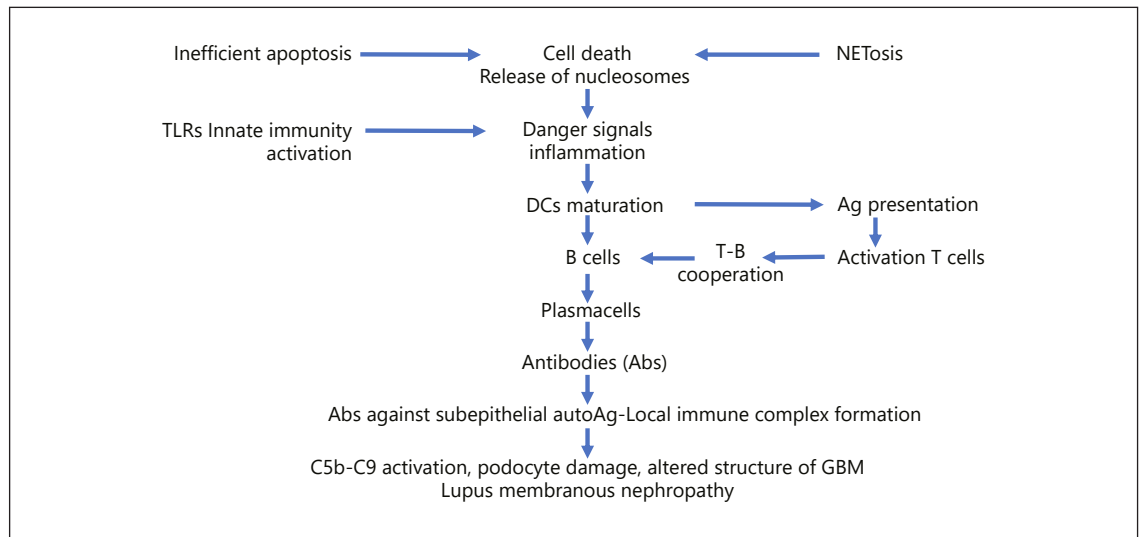 Inefficient apoptosis
Cell death
Release of nucleosomes
NETosis
TLRs Innate immunity
activation
Danger signals
inflammation
DCs maturation
Ag presentation
B cells
T-B
cooperation
Activation T cells
Plasmacells
Antibodies (Abs)
Abs against subepithelial autoAg-Local immune complex formation
C5b-C9 activation, podocyte damage, altered structure of GBM
Lupus membranous nephropathy